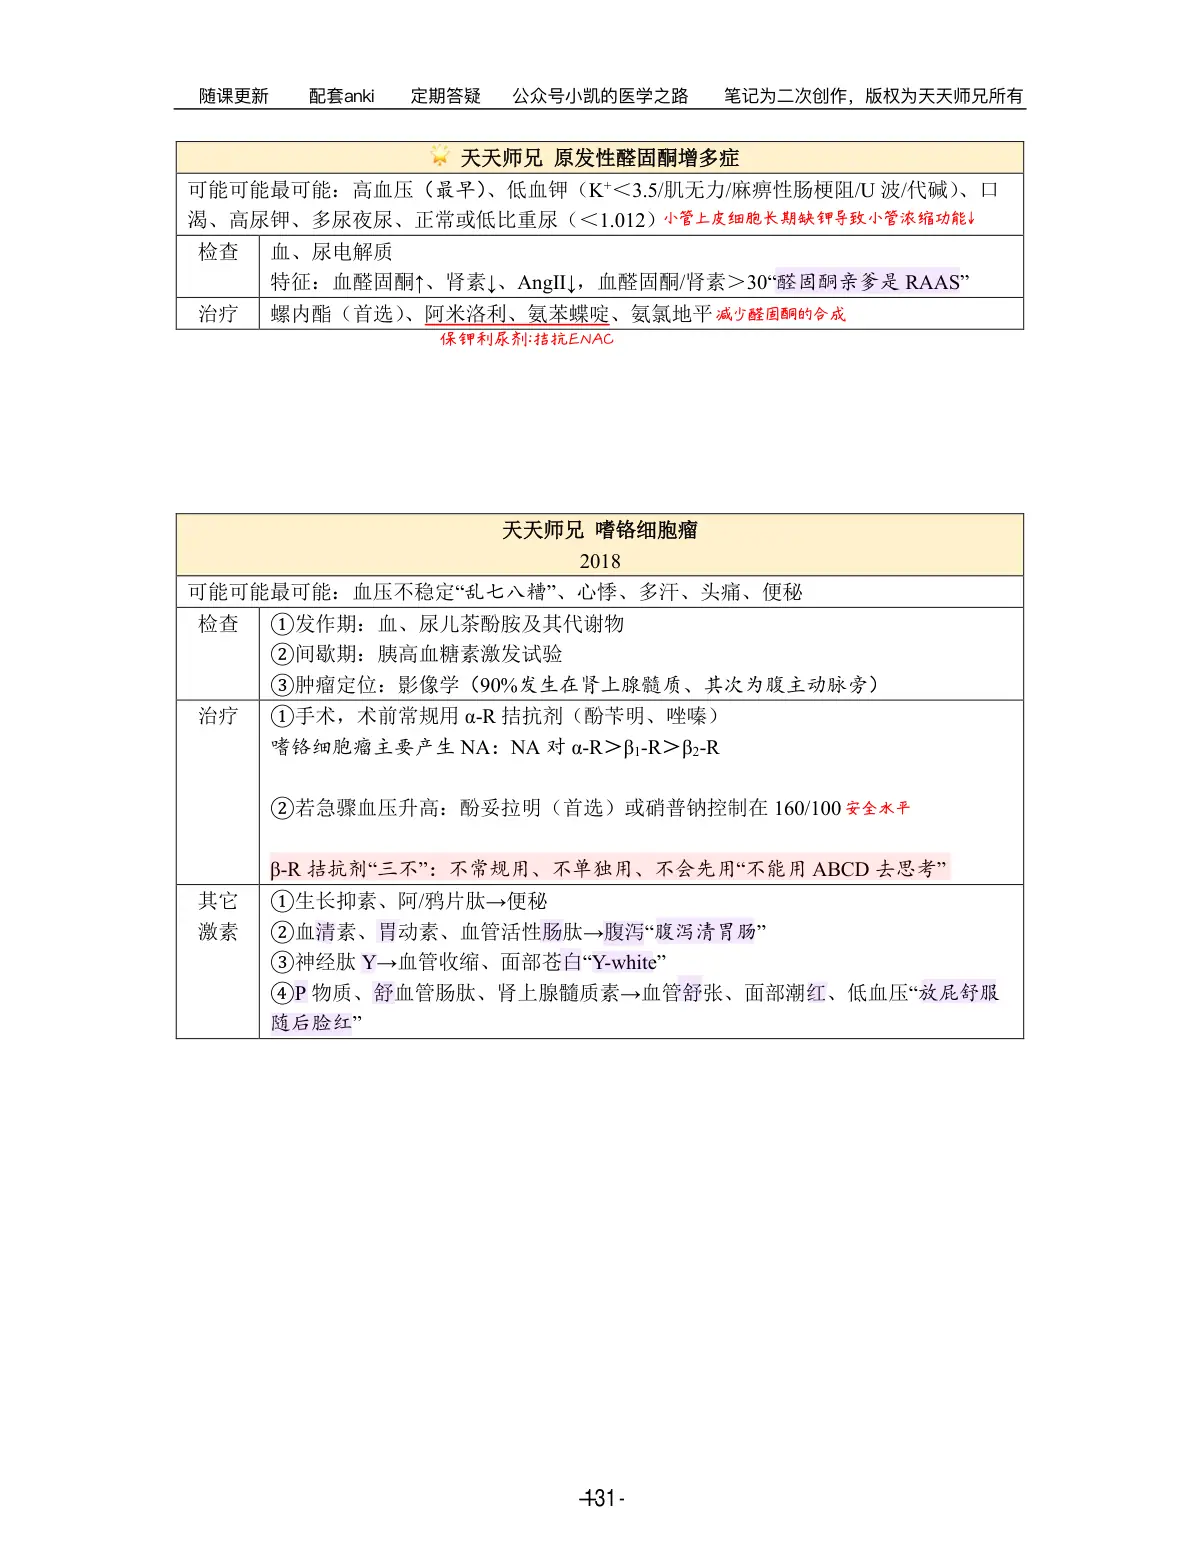 随课更新 配套anki 定期答疑 公众号小凯的医学之路 笔记为二次创作，版权为天天师兄所有
天天师兄 原发性醛固酮增多症
可能可能最可能：高血压（最早）、低血钾（K⁺＜3.5/肌无力/麻痹性肠梗阻/U 波/代碱）、口
渴、高尿钾、多尿夜尿、正常或低比重尿（＜1.012）小管上皮细胞长期缺钾导致小管浓缩功能↓
检查 血、尿电解质
特征：血醛固酮↑、肾素↓、AngII↓，血醛固酮/肾素＞30“醛固酮亲爹是 RAAS”
治疗 螺内酯（首选）、阿米洛利、氨苯蝶啶、氨氯地平 减少醛固酮的合成
保钾利尿剂:拮抗ENAC
天天师兄 嗜铬细胞瘤
2018
可能可能最可能：血压不稳定“乱七八糟”、心悸、多汗、头痛、便秘
检查 ①发作期：血、尿儿茶酚胺及其代谢物
②间歇期：胰高血糖素激发试验
③肿瘤定位：影像学（90%发生在肾上腺髓质、其次为腹主动脉旁）
治疗 ①手术，术前常规用 α-R 拮抗剂（酚苄明、唑嗪）
嗜铬细胞瘤主要产生 NA：NA 对 α-R＞β₁-R＞β₂-R
②若急骤血压升高：酚妥拉明（首选）或硝普钠控制在 160/100 安全水平
β-R 拮抗剂“三不”：不常规用、不单独用、不会先用“不能用 ABCD 去思考”
其它 ①生长抑素、阿/鸦片肽→便秘
激素 ②血清素、胃动素、血管活性肠肽→腹泻“腹泻清胃肠”
③神经肽 Y→血管收缩、面部苍白“Y-white”
④P 物质、舒血管肠肽、肾上腺髓质素→血管舒张、面部潮红、低血压“放屁舒服
随后脸红”
-131-